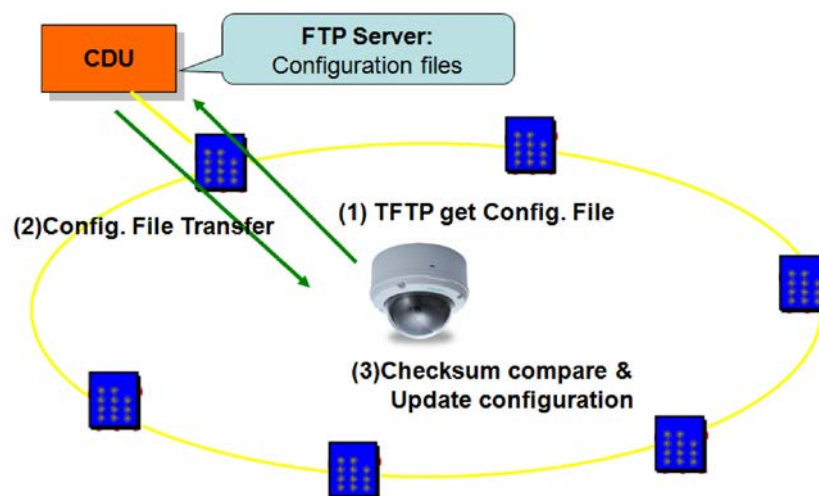 CDU
FTP Server:
Configuration files
(1) TFTP get Config. File
(2)Config. File Transfer
(3)Checksum compare &
Update configuration